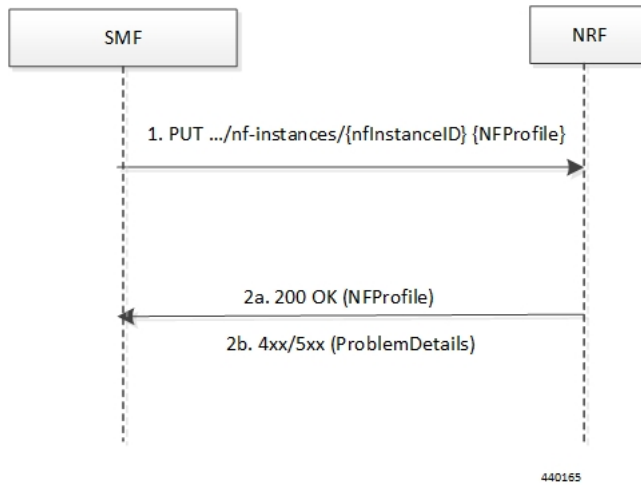 SMF
NRF
1. PUT .../nf-instances/{nfInstanceID} {NFProfile}
2a. 200 OK (NFProfile)
2b. 4xx/5xx (ProblemDetails)
440165